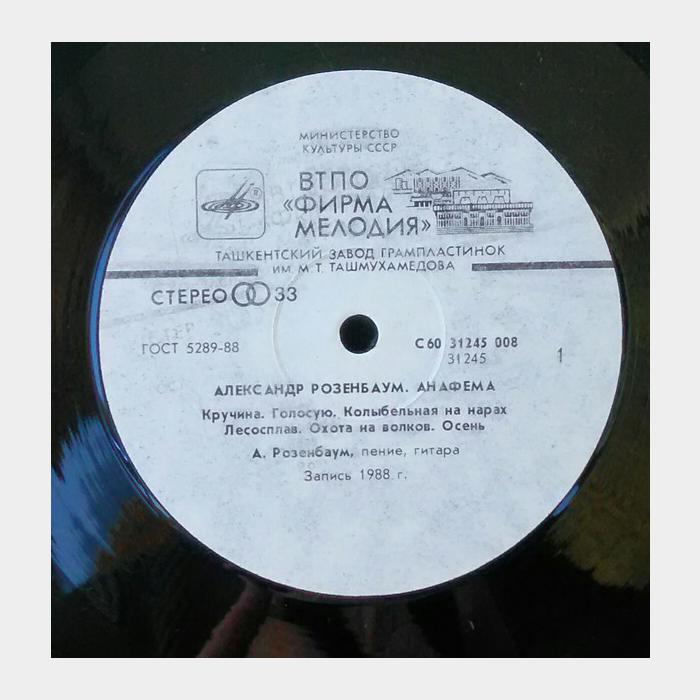 МИНИСТЕРСТВО
КУЛЬТУРЫ СССР
ВТПО
«ФИРМА
МЕЛОДИЯ»
ТАШКЕНТСКИЙ ЗАВОД ГРАМПЛАСТИНОК
ИМ. М. Т. ТАШМУХАМЕДОВА
СТЕРЕО 33
ГОСТ 5289-88
С60 31245 008
31245
1
АЛЕКСАНДР РОЗЕНБАУМ. АНАФЕМА
Кручина. Голосую. Колыбельная на нарах
Лесосплав. Охота на волков. Осень
А. Розенбаум, пение, гитара
Запись 1988 г.